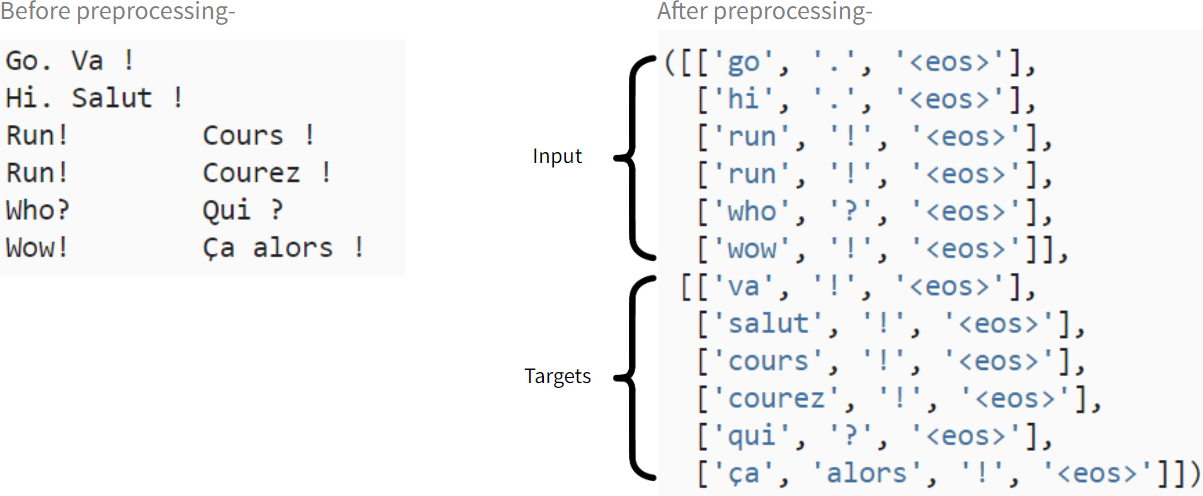 Before preprocessing-
Go. Va !
Hi. Salut !
Run! Cours !
Run! Courez !
Who? Qui ?
Wow! Ça alors !
After preprocessing-
Input
([['go', '.', '<eos>'],
['hi', '.', '<eos>'],
['run', '!', '<eos>'],
['run', '!', '<eos>'],
['who', '?', '<eos>'],
['wow', '!', '<eos>']],
Targets
[['va', '!', '<eos>'],
['salut', '!', '<eos>'],
['cours', '!', '<eos>'],
['courez', '!', '<eos>'],
['qui', '?', '<eos>'],
['ça', 'alors', '!', '<eos>']])